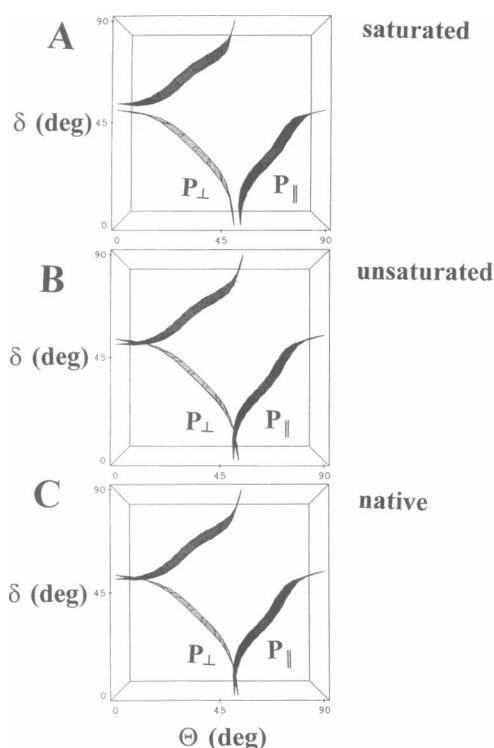 A
saturated
90
δ (deg)
45
P⊥
P∥
0
0
45
90
B
unsaturated
90
δ (deg)
45
P⊥
P∥
0
0
45
90
C
native
90
δ (deg)
45
P⊥
P∥
0
0
45
90
Θ (deg)